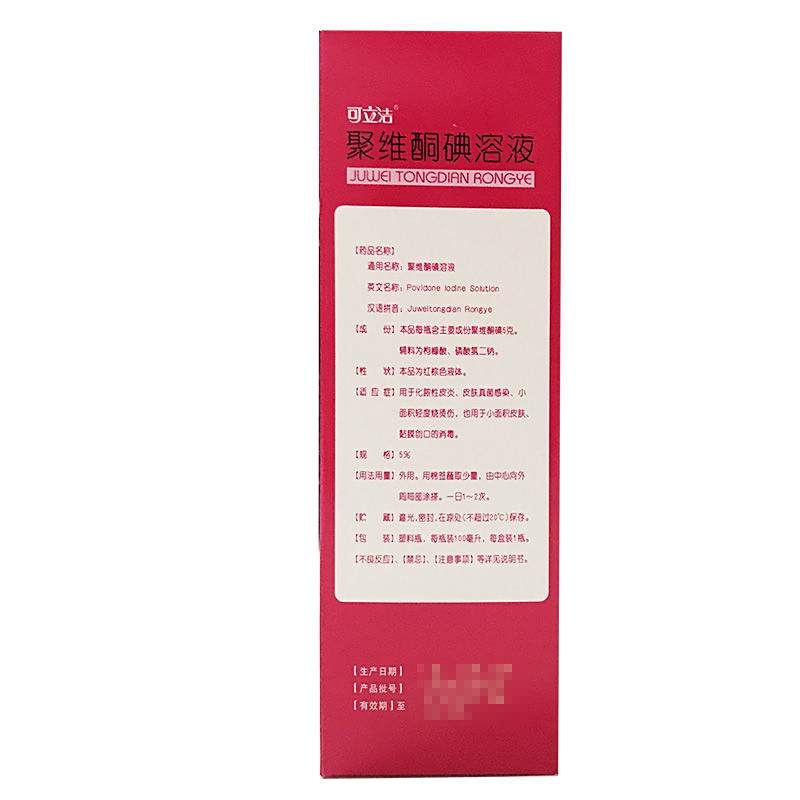 可立洁®
聚维酮碘溶液
JUWEI TONGDIAN RONGYE
【药品名称】
通用名称：聚维酮碘溶液
英文名称：Povidone Iodine Solution
汉语拼音：Juweitongdian Rongye
【成　份】本品每瓶含主要成份聚维酮碘5克。
辅料为枸橼酸、磷酸氢二钠。
【性　状】本品为红棕色液体。
【适 应 症】用于化脓性皮炎、皮肤真菌感染、小
面积轻度烧烫伤，也用于小面积皮肤、
黏膜创口的消毒。
【规　格】5%
【用法用量】外用。用棉签蘸取少量，由中心向外
周局部涂搽。一日1～2次。
【贮　藏】遮光，密封，在凉处（不超过20℃）保存。
【包　装】塑料瓶，每瓶装100毫升，每盒装1瓶。
【不良反应】、【禁忌】、【注意事项】等详见说明书。
【生产日期】
【产品批号】
【有效期】至